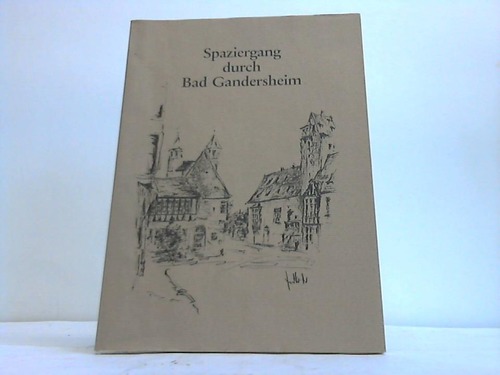 Spaziergang
durch
Bad Gandersheim